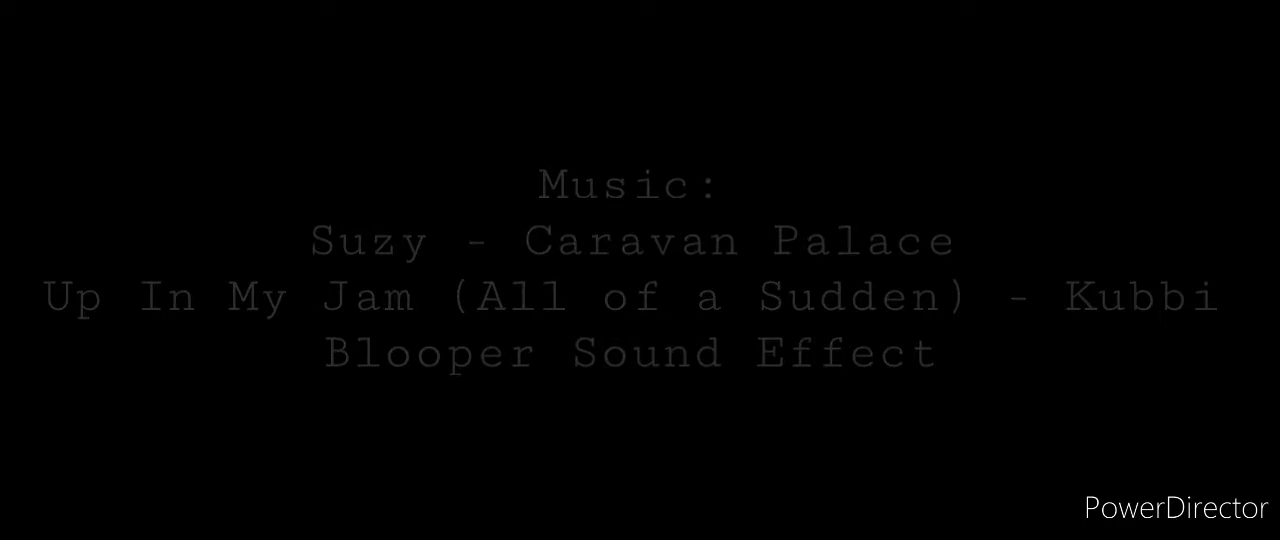 Music:
Suzy - Caravan Palace
Up In My Jam (All of a Sudden) - Kubbi
Blooper Sound Effect
PowerDirector